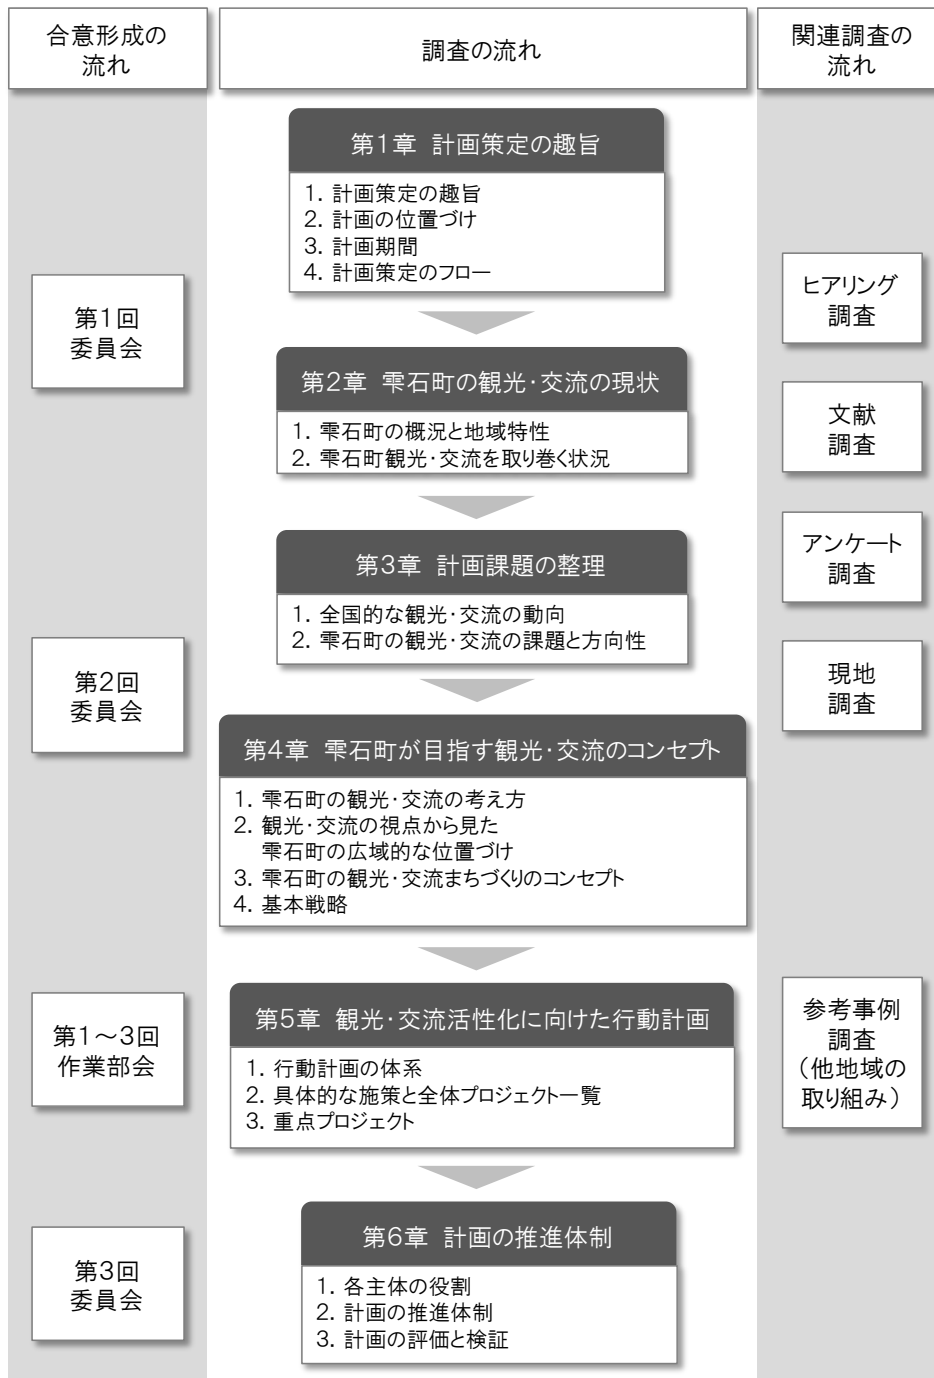 合意形成の
流れ
調査の流れ
関連調査の
流れ
第1章 計画策定の趣旨
1. 計画策定の趣旨
2. 計画の位置づけ
3. 計画期間
4. 計画策定のフロー
第1回
委員会
ヒアリング
調査
第2章 雫石町の観光・交流の現状
1. 雫石町の概況と地域特性
2. 雫石町観光・交流を取り巻く状況
文献
調査
第3章 計画課題の整理
1. 全国的な観光・交流の動向
2. 雫石町の観光・交流の課題と方向性
アンケート
調査
第2回
委員会
現地
調査
第4章 雫石町が目指す観光・交流のコンセプト
1. 雫石町の観光・交流の考え方
2. 観光・交流の視点から見た
雫石町の広域的な位置づけ
3. 雫石町の観光・交流まちづくりのコンセプト
4. 基本戦略
第1～3回
作業部会
第5章 観光・交流活性化に向けた行動計画
1. 行動計画の体系
2. 具体的な施策と全体プロジェクト一覧
3. 重点プロジェクト
参考事例
調査
（他地域の
取り組み）
第6章 計画の推進体制
1. 各主体の役割
2. 計画の推進体制
3. 計画の評価と検証
第3回
委員会